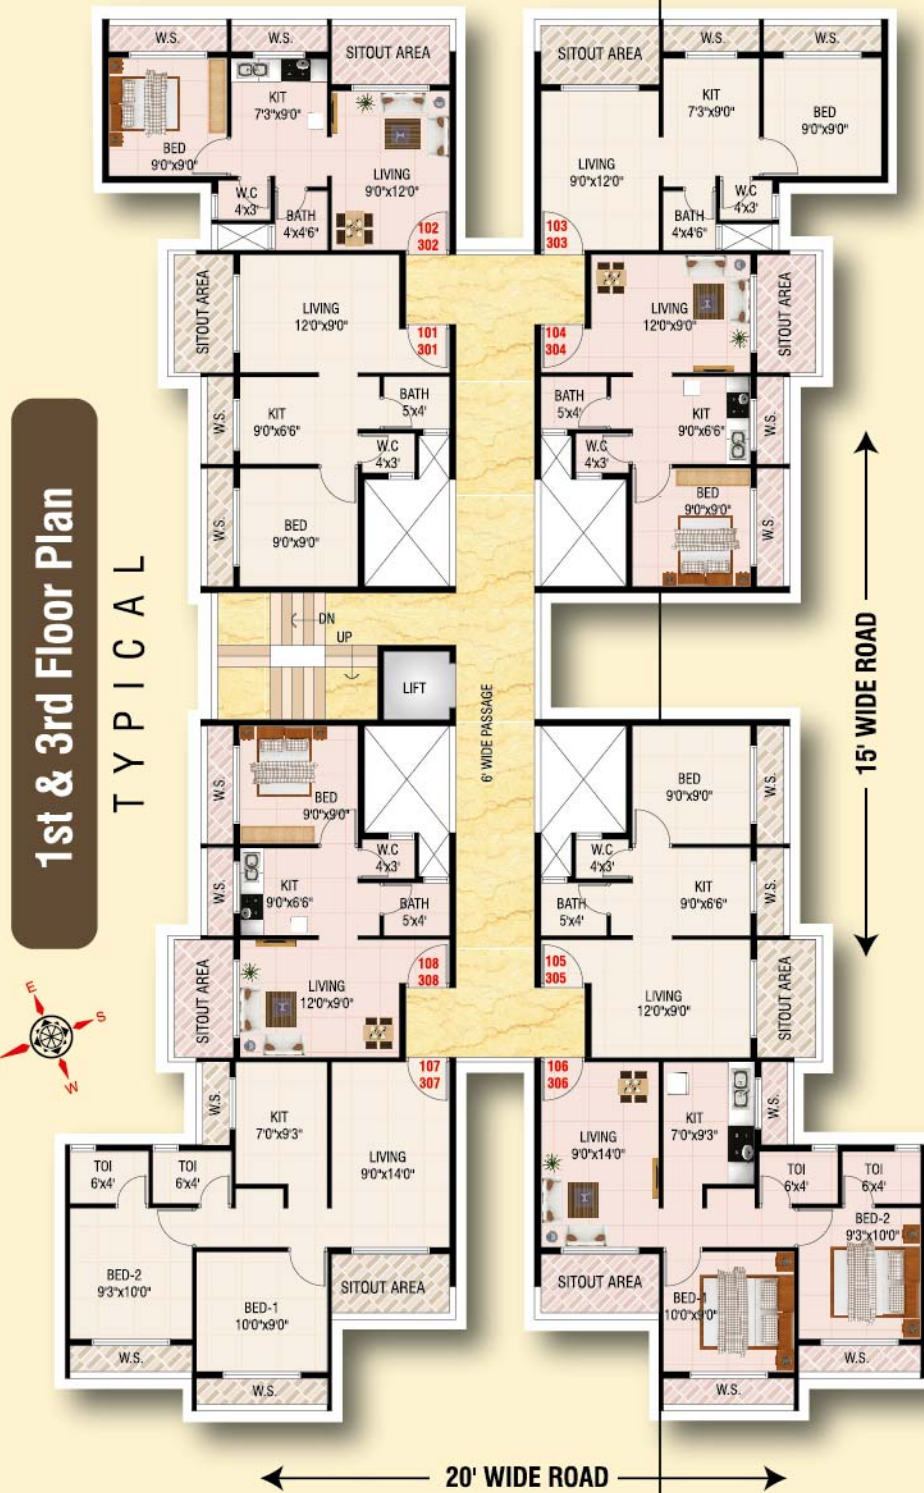 1st & 3rd Floor Plan
TYPICAL
W.S.
W.S.
SITOUT AREA
KIT
7'3"x9'0"
BED
9'0"x9'0"
LIVING
9'0"x12'0"
W.C
4'x3'
BATH
4'x4'6"
102
302
SITOUT AREA
W.S.
W.S.
KIT
7'3"x9'0"
BED
9'0"x9'0"
LIVING
9'0"x12'0"
W.C
4'x3'
BATH
4'x4'6"
103
303
SITOUT AREA
LIVING
12'0"x9'0"
101
301
W.S.
KIT
9'0"x6'6"
BATH
5'x4'
W.C
4'x3'
W.S.
BED
9'0"x9'0"
LIVING
12'0"x9'0"
SITOUT AREA
104
304
BATH
5'x4'
KIT
9'0"x6'6"
W.S.
W.C
4'x3'
BED
9'0"x9'0"
W.S.
DN
UP
LIFT
6' WIDE PASSAGE
15' WIDE ROAD
W.S.
BED
9'0"x9'0"
W.C
4'x3'
W.S.
KIT
9'0"x6'6"
BATH
5'x4'
SITOUT AREA
LIVING
12'0"x9'0"
108
308
BED
9'0"x9'0"
W.S.
W.C
4'x3'
KIT
9'0"x6'6"
W.S.
BATH
5'x4'
105
305
LIVING
12'0"x9'0"
SITOUT AREA
E
S
W
107
307
W.S.
KIT
7'0"x9'3"
LIVING
9'0"x14'0"
TOI
6'x4'
TOI
6'x4'
BED-2
9'3"x10'0"
BED-1
10'0"x9'0"
SITOUT AREA
W.S.
W.S.
106
306
LIVING
9'0"x14'0"
KIT
7'0"x9'3"
W.S.
TOI
6'x4'
TOI
6'x4'
BED-2
9'3"x10'0"
SITOUT AREA
BED-1
10'0"x9'0"
W.S.
W.S.
20' WIDE ROAD